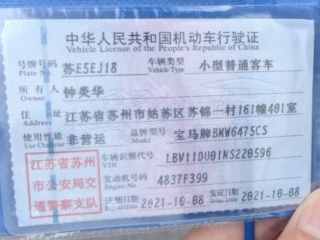 中华人民共和国机动车行驶证
Vehicle License of the People's Republic of China
号牌号码 苏E5EJ18 车辆类型 小型普通客车
Plate No. Vehicle Type
所有人 钟炎华
Owner
住址 江苏省苏州市姑苏区苏锦一村161幢401室
Address
使用性质 非营运 品牌型号 宝马牌BMW6475CS
Use Character Model
江苏省苏州市公安局交通警察支队
车辆识别代号 LBV11DU01NS220596
VIN
发动机号码 4837F399
Engine No.
注册日期 2021-10-08 发证日期 2021-10-08
Register Date Issue Date